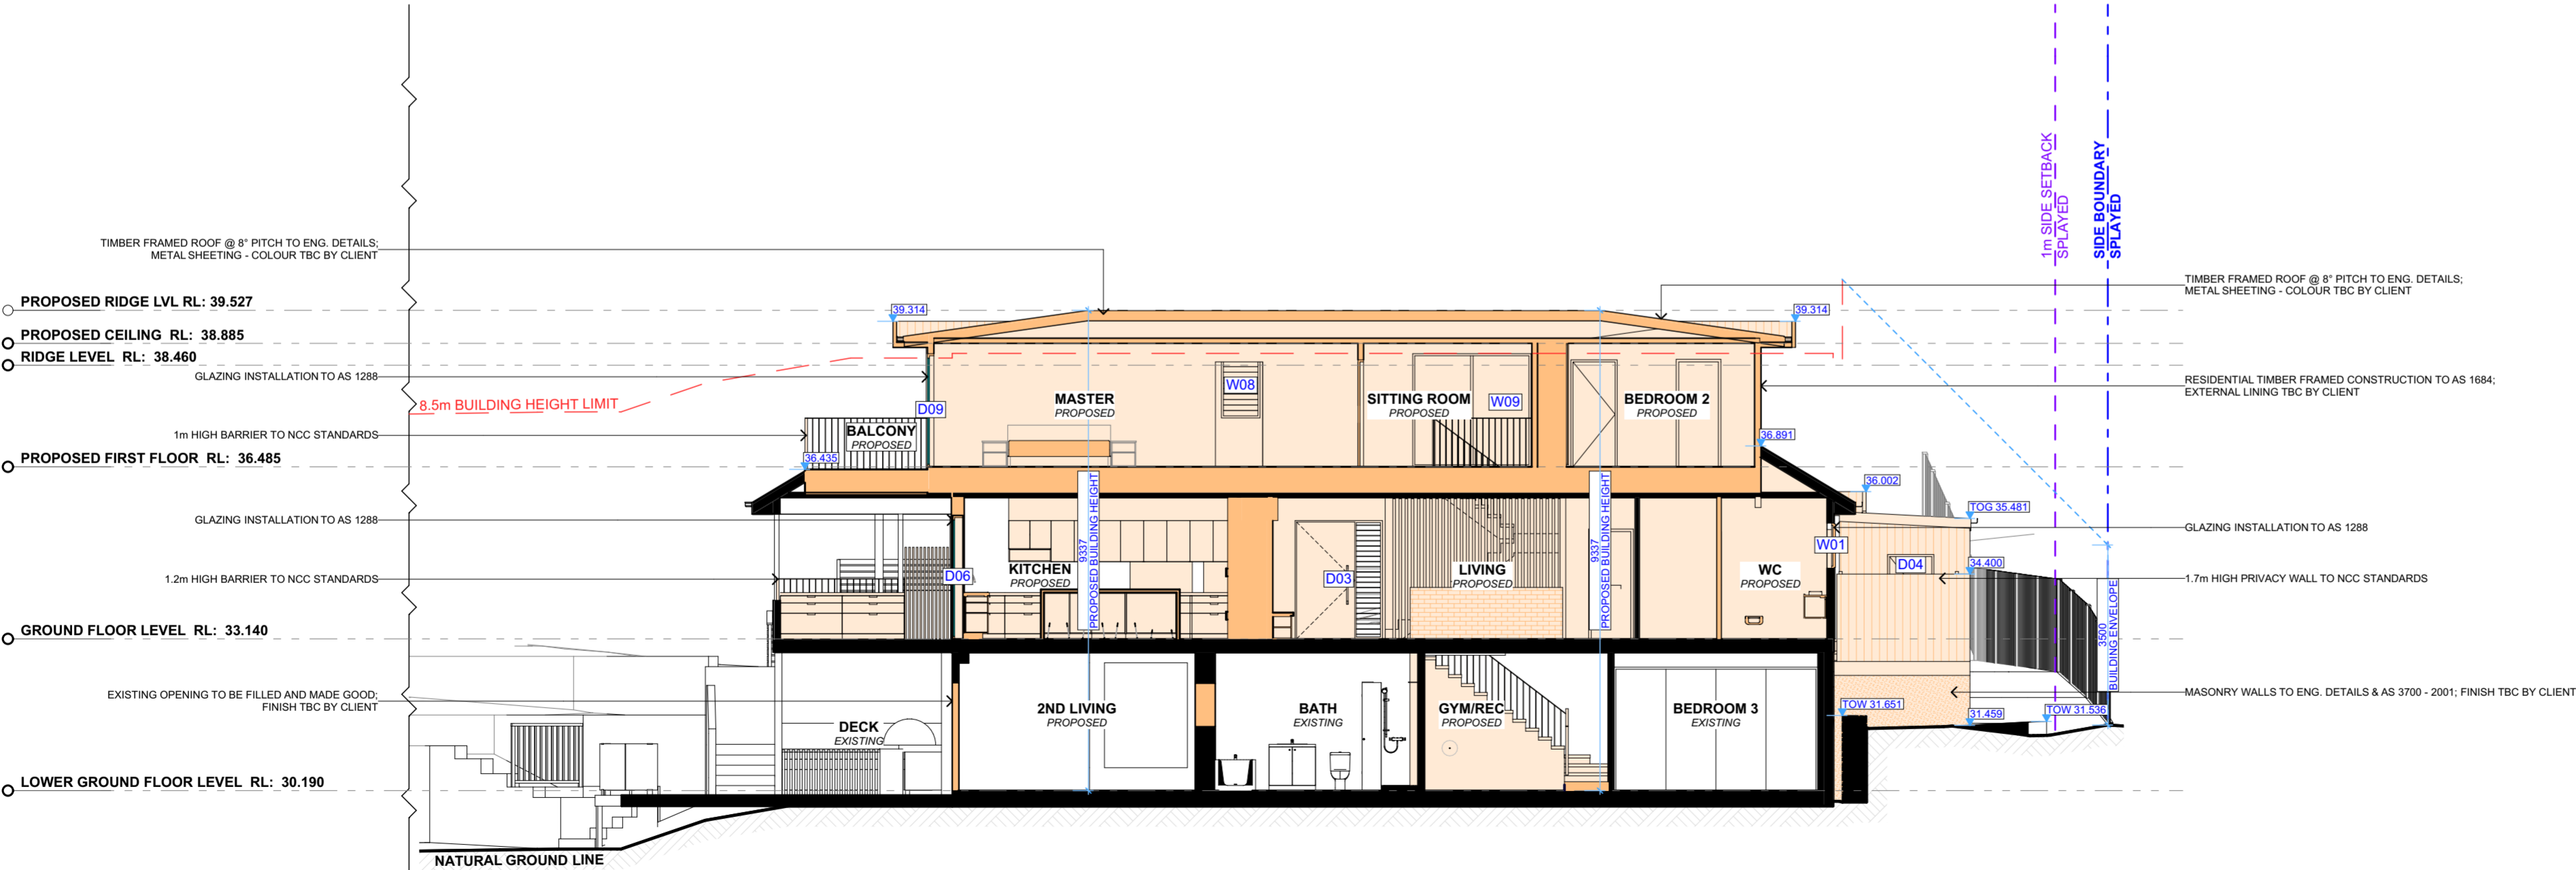 1m SIDE SETBACK
SPLAYED
SIDE BOUNDARY
SPLAYED
TIMBER FRAMED ROOF @ 8° PITCH TO ENG. DETAILS;
METAL SHEETING - COLOUR TBC BY CLIENT
TIMBER FRAMED ROOF @ 8° PITCH TO ENG. DETAILS;
METAL SHEETING - COLOUR TBC BY CLIENT
PROPOSED RIDGE LVL RL: 39.527
39.314
39.314
PROPOSED CEILING RL: 38.885
RIDGE LEVEL RL: 38.460
GLAZING INSTALLATION TO AS 1288
RESIDENTIAL TIMBER FRAMED CONSTRUCTION TO AS 1684;
EXTERNAL LINING TBC BY CLIENT
8.5m BUILDING HEIGHT LIMIT
D09
MASTER
PROPOSED
W08
SITTING ROOM
PROPOSED
W09
BEDROOM 2
PROPOSED
1m HIGH BARRIER TO NCC STANDARDS
BALCONY
PROPOSED
36.891
PROPOSED FIRST FLOOR RL: 36.485
36.435
36.002
TOG 35.481
GLAZING INSTALLATION TO AS 1288
GLAZING INSTALLATION TO AS 1288
9337
PROPOSED BUILDING HEIGHT
9337
PROPOSED BUILDING HEIGHT
W01
D04
34.400
1.2m HIGH BARRIER TO NCC STANDARDS
D06
KITCHEN
PROPOSED
D03
LIVING
PROPOSED
WC
PROPOSED
1.7m HIGH PRIVACY WALL TO NCC STANDARDS
GROUND FLOOR LEVEL RL: 33.140
3500
BUILDING ENVELOPE
EXISTING OPENING TO BE FILLED AND MADE GOOD;
FINISH TBC BY CLIENT
MASONRY WALLS TO ENG. DETAILS & AS 3700 - 2001; FINISH TBC BY CLIENT
DECK
EXISTING
2ND LIVING
PROPOSED
BATH
EXISTING
GYM/REC
PROPOSED
BEDROOM 3
EXISTING
TOW 31.651
31.459
TOW 31.536
LOWER GROUND FLOOR LEVEL RL: 30.190
NATURAL GROUND LINE